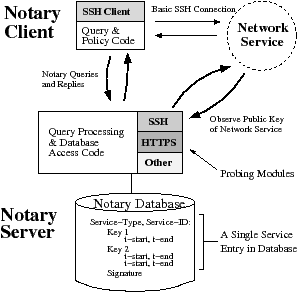 Notary
Client
SSH Client
Query &
Policy Code
Basic SSH Connection
Network
Service
Notary Queries
and Replies
Observe Public Key
of Network Service
Query Processing
& Database
Access Code
SSH
HTTPS
Other
Probing Modules
Notary
Server
Notary Database
Service-Type, Service-ID:
Key 1
t-start, t-end
Key 2
t-start, t-end
t-start, t-end
Signature
A Single Service
Entry in Database